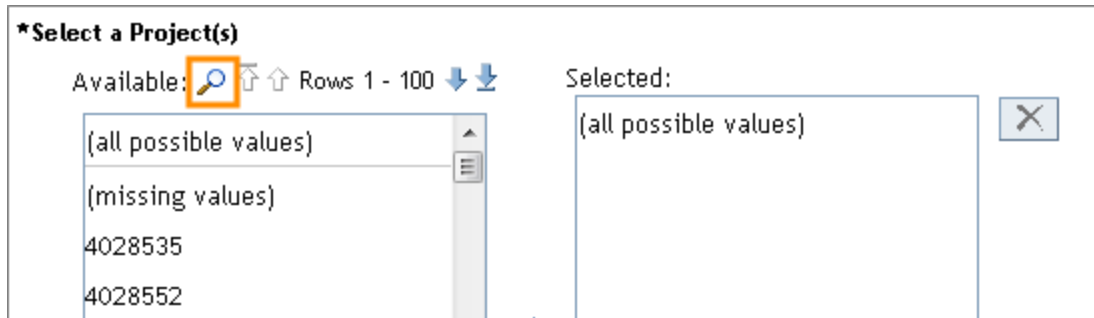 *Select a Project(s)
Available: Rows 1 - 100
Selected:
(all possible values)
(missing values)
4028535
4028552
(all possible values)